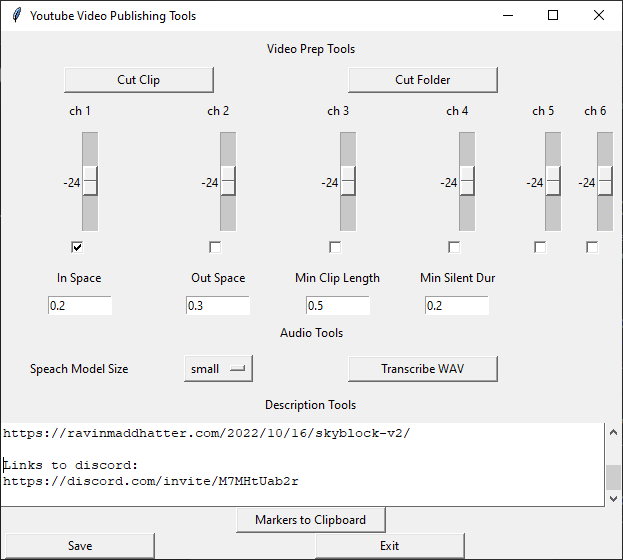 Youtube Video Publishing Tools
Video Prep Tools
Cut Clip Cut Folder
ch 1 ch 2 ch 3 ch 4 ch 5 ch 6
-24 -24 -24 -24 -24 -24
In Space Out Space Min Clip Length Min Silent Dur
0.2 0.3 0.5 0.2
Audio Tools
Speach Model Size small Transcribe WAV
Description Tools
https://ravinmaddhatter.com/2022/10/16/skyblock-v2/
Links to discord:
https://discord.com/invite/M7MHtUab2r
Markers to Clipboard
Save Exit